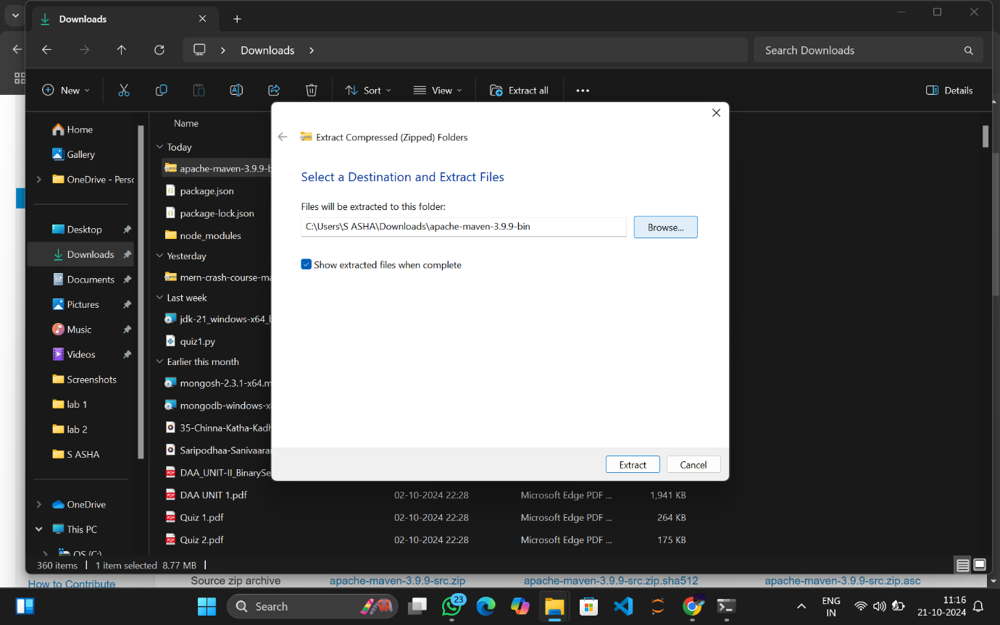 Downloads
Downloads
Search Downloads
New
Sort
View
Extract all
Details
Home
Gallery
OneDrive - Perso
Desktop
Downloads
Documents
Pictures
Music
Videos
Screenshots
lab 1
lab 2
S ASHA
OneDrive
This PC
OS (C:)
Name
Today
apache-maven-3.9.9-b
package.json
package-lock.json
node_modules
Yesterday
mern-crash-course-ma
Last week
jdk-21_windows-x64_b
quiz1.py
Earlier this month
mongosh-2.3.1-x64.m
mongodb-windows-x
35-Chinna-Katha-Kadh
Saripodhaa-Sanivaaran
DAA_UNIT-II_BinarySe
DAA UNIT 1.pdf 02-10-2024 22:28 Microsoft Edge PDF ... 1,941 KB
Quiz 1.pdf 02-10-2024 22:28 Microsoft Edge PDF ... 264 KB
Quiz 2.pdf 02-10-2024 22:28 Microsoft Edge PDF ... 175 KB
Extract Compressed (Zipped) Folders
Select a Destination and Extract Files
Files will be extracted to this folder:
C:\Users\S ASHA\Downloads\apache-maven-3.9.9-bin
Browse...
Show extracted files when complete
Extract
Cancel
360 items 1 item selected 8.77 MB
How to Contribute
Source zip archive apache-maven-3.9.9-src.zip apache-maven-3.9.9-src.zip.sha512 apache-maven-3.9.9-src.zip.asc
Search
23
ENG
IN
11:16
21-10-2024